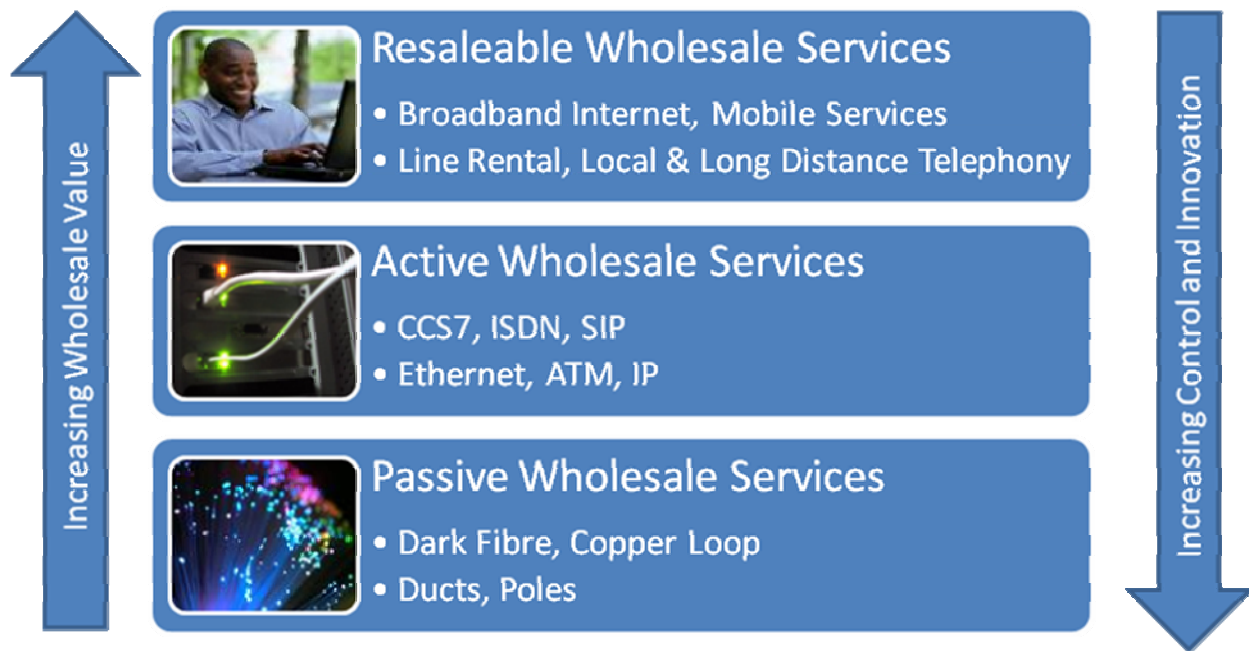 Increasing Wholesale Value
Resaleable Wholesale Services
• Broadband Internet, Mobile Services
• Line Rental, Local & Long Distance Telephony
Active Wholesale Services
• CCS7, ISDN, SIP
• Ethernet, ATM, IP
Passive Wholesale Services
• Dark Fibre, Copper Loop
• Ducts, Poles
Increasing Control and Innovation